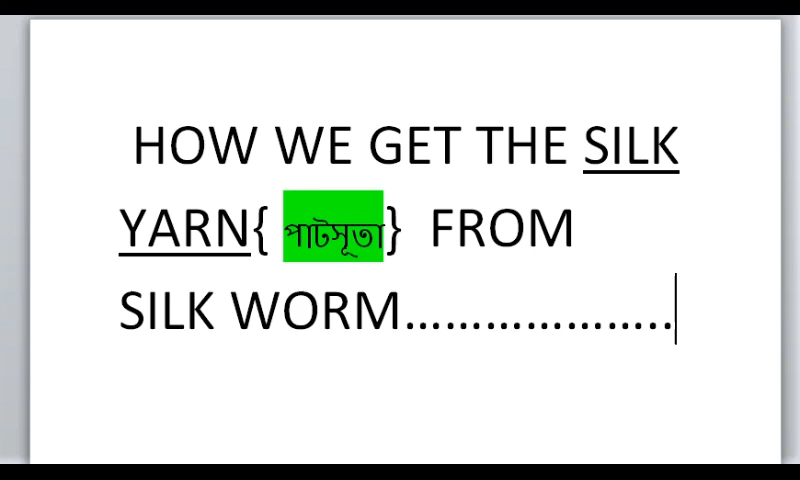 HOW WE GET THE SILK
YARN{ পাটসূতা} FROM
SILK WORM.....................